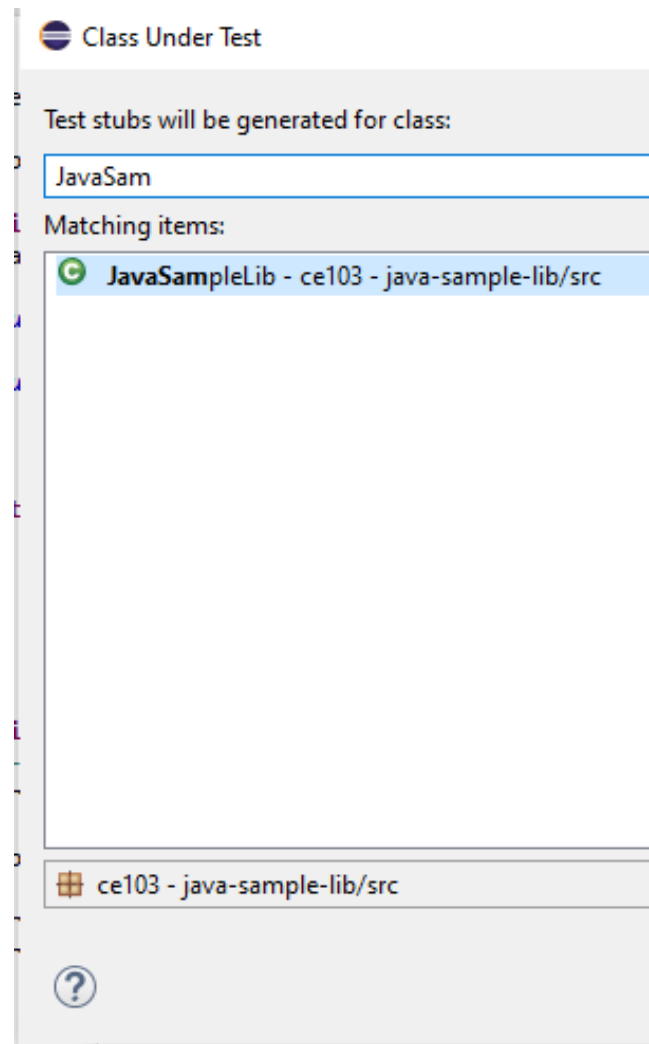 Class Under Test
Test stubs will be generated for class:
JavaSam
Matching items:
JavaSampleLib - ce103 - java-sample-lib/src
ce103 - java-sample-lib/src